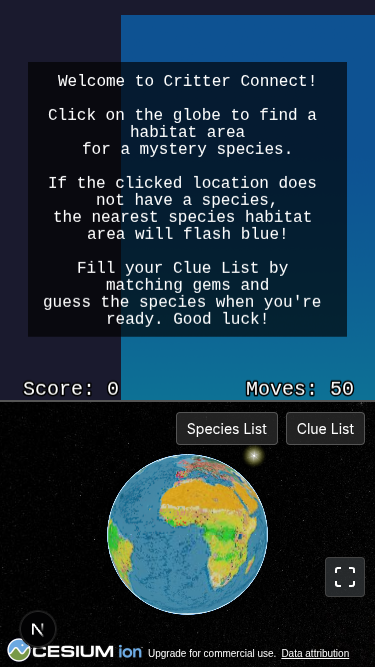 Welcome to Critter Connect!
Click on the globe to find a
habitat area
for a mystery species.
If the clicked location does
not have a species,
the nearest species habitat
area will flash blue!
Fill your Clue List by
matching gems and
guess the species when you're
ready. Good luck!
Score: 0 Moves: 50
Species List Clue List
N
CESIUM ion Upgrade for commercial use. Data attribution